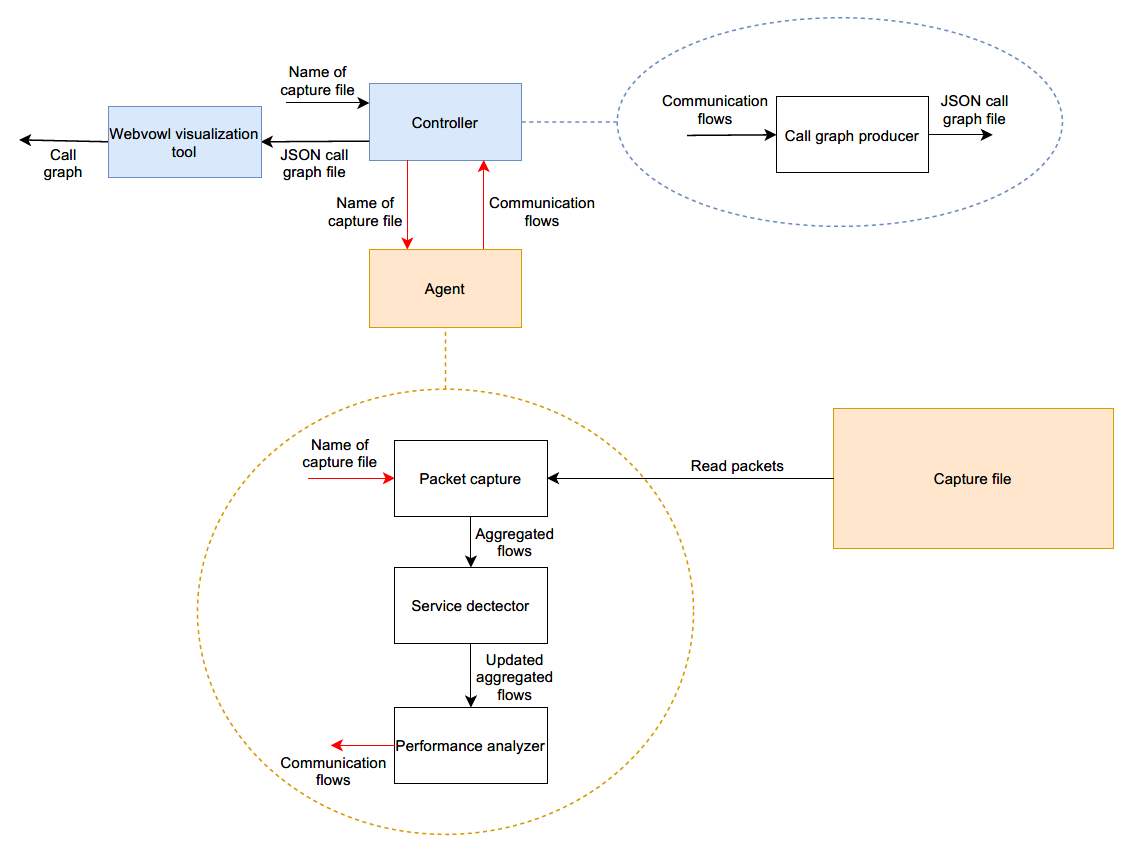 Name of
capture file
Controller
Communication
flows
Call graph producer
JSON call
graph file
Webvowl visualization
tool
Call
graph
JSON call
graph file
Name of
capture file
Communication
flows
Agent
Name of
capture file
Packet capture
Read packets
Capture file
Aggregated
flows
Service dectector
Updated
aggregated
flows
Performance analyzer
Communication
flows